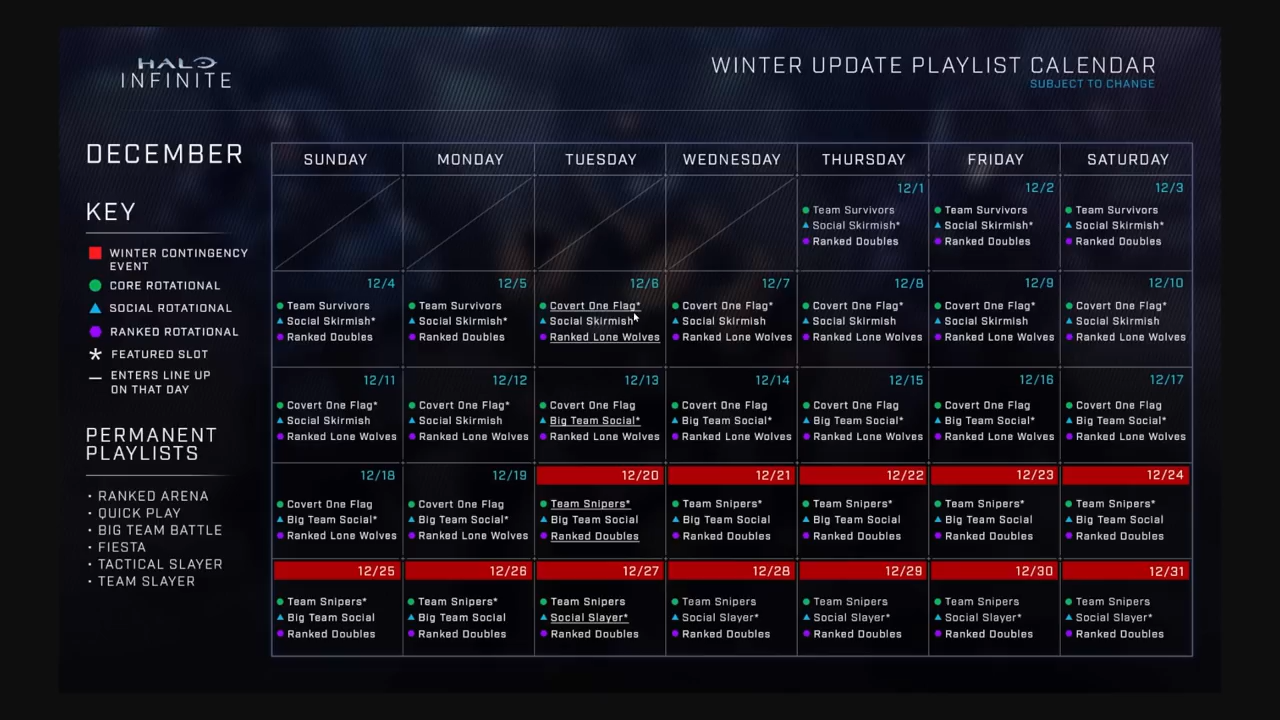 HALO
INFINITE
WINTER UPDATE PLAYLIST CALENDAR
SUBJECT TO CHANGE
DECEMBER
KEY
WINTER CONTINGENCY
EVENT
CORE ROTATIONAL
SOCIAL ROTATIONAL
RANKED ROTATIONAL
* FEATURED SLOT
— ENTERS LINE UP
ON THAT DAY
PERMANENT
PLAYLISTS
• RANKED ARENA
• QUICK PLAY
• BIG TEAM BATTLE
• FIESTA
• TACTICAL SLAYER
• TEAM SLAYER
SUNDAY MONDAY TUESDAY WEDNESDAY THURSDAY FRIDAY SATURDAY
12/1 12/2 12/3
Team Survivors Team Survivors Team Survivors
Social Skirmish* Social Skirmish* Social Skirmish*
Ranked Doubles Ranked Doubles Ranked Doubles
12/4 12/5 12/6 12/7 12/8 12/9 12/10
Team Survivors Team Survivors Covert One Flag* Covert One Flag* Covert One Flag* Covert One Flag* Covert One Flag*
Social Skirmish* Social Skirmish* Social Skirmish Social Skirmish Social Skirmish Social Skirmish Social Skirmish
Ranked Doubles Ranked Doubles Ranked Lone Wolves Ranked Lone Wolves Ranked Lone Wolves Ranked Lone Wolves Ranked Lone Wolves
12/11 12/12 12/13 12/14 12/15 12/16 12/17
Covert One Flag* Covert One Flag* Covert One Flag Covert One Flag Covert One Flag Covert One Flag Covert One Flag
Social Skirmish Social Skirmish Big Team Social* Big Team Social* Big Team Social* Big Team Social* Big Team Social*
Ranked Lone Wolves Ranked Lone Wolves Ranked Lone Wolves Ranked Lone Wolves Ranked Lone Wolves Ranked Lone Wolves Ranked Lone Wolves
12/18 12/19 12/20 12/21 12/22 12/23 12/24
Covert One Flag Covert One Flag Team Snipers* Team Snipers* Team Snipers* Team Snipers* Team Snipers*
Big Team Social* Big Team Social* Big Team Social Big Team Social Big Team Social Big Team Social Big Team Social
Ranked Lone Wolves Ranked Lone Wolves Ranked Doubles Ranked Doubles Ranked Doubles Ranked Doubles Ranked Doubles
12/25 12/26 12/27 12/28 12/29 12/30 12/31
Team Snipers* Team Snipers* Team Snipers Team Snipers Team Snipers Team Snipers Team Snipers
Big Team Social Big Team Social Social Slayer* Social Slayer* Social Slayer* Social Slayer* Social Slayer*
Ranked Doubles Ranked Doubles Ranked Doubles Ranked Doubles Ranked Doubles Ranked Doubles Ranked Doubles